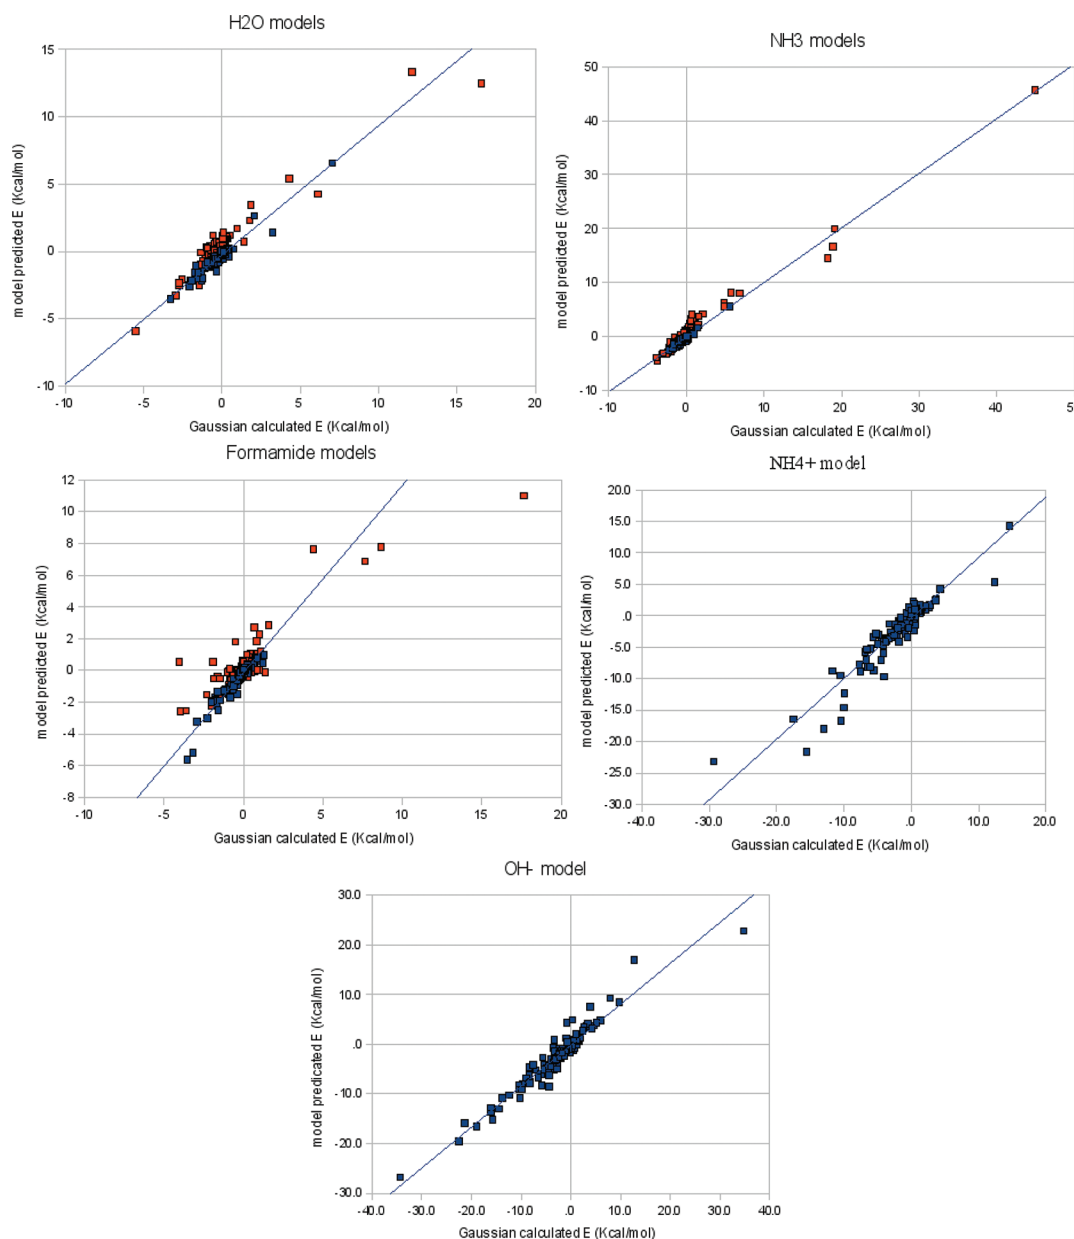 H2O models
15
10
5
0
-5
-10
-10 -5 0 5 10 15 20
model predicted E (Kcal/mol)
Gaussian calculated E (Kcal/mol)
NH3 models
50
40
30
20
10
0
-10
-10 0 10 20 30 40 50
model predicted E (Kcal/mol)
Gaussian calculated E (Kcal/mol)
Formamide models
12
10
8
6
4
2
0
-2
-4
-6
-8
-10 -5 0 5 10 15 20
model predicted E (Kcal/mol)
Gaussian calculated E (Kcal/mol)
NH4+ model
20.0
15.0
10.0
5.0
.0
-5.0
-10.0
-15.0
-20.0
-25.0
-30.0
-40.0 -30.0 -20.0 -10.0 .0 10.0 20.0
model predicted E (Kcal/mol)
Gaussian calculated E (Kcal/mol)
OH- model
30.0
20.0
10.0
.0
-10.0
-20.0
-30.0
-40.0 -30.0 -20.0 -10.0 .0 10.0 20.0 30.0 40.0
model predicated E (Kcal/mol)
Gaussian calculated E (Kcal/mol)